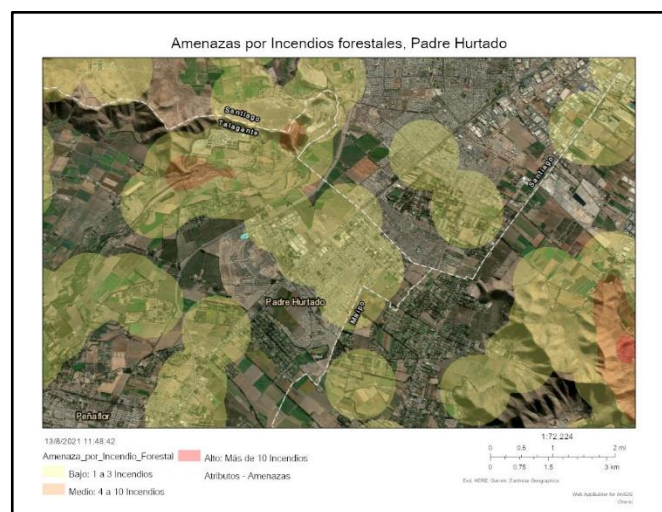 Amenazas por Incendios forestales, Padre Hurtado
Santiago
Talagante
Santiago
Padre Hurtado
Maipo
Peñaflor
13/8/2021 11:48:42
Amenaza_por_Incendio_Forestal
Bajo: 1 a 3 Incendios
Medio: 4 a 10 Incendios
Alto: Más de 10 Incendios
Atributos - Amenazas
1:72.224
0 0.5 1 2 mi
0 0.75 1.5 3 km
Esri, HERE, Garmin, Earthstar Geographics
Web AppBuilder for ArcGIS